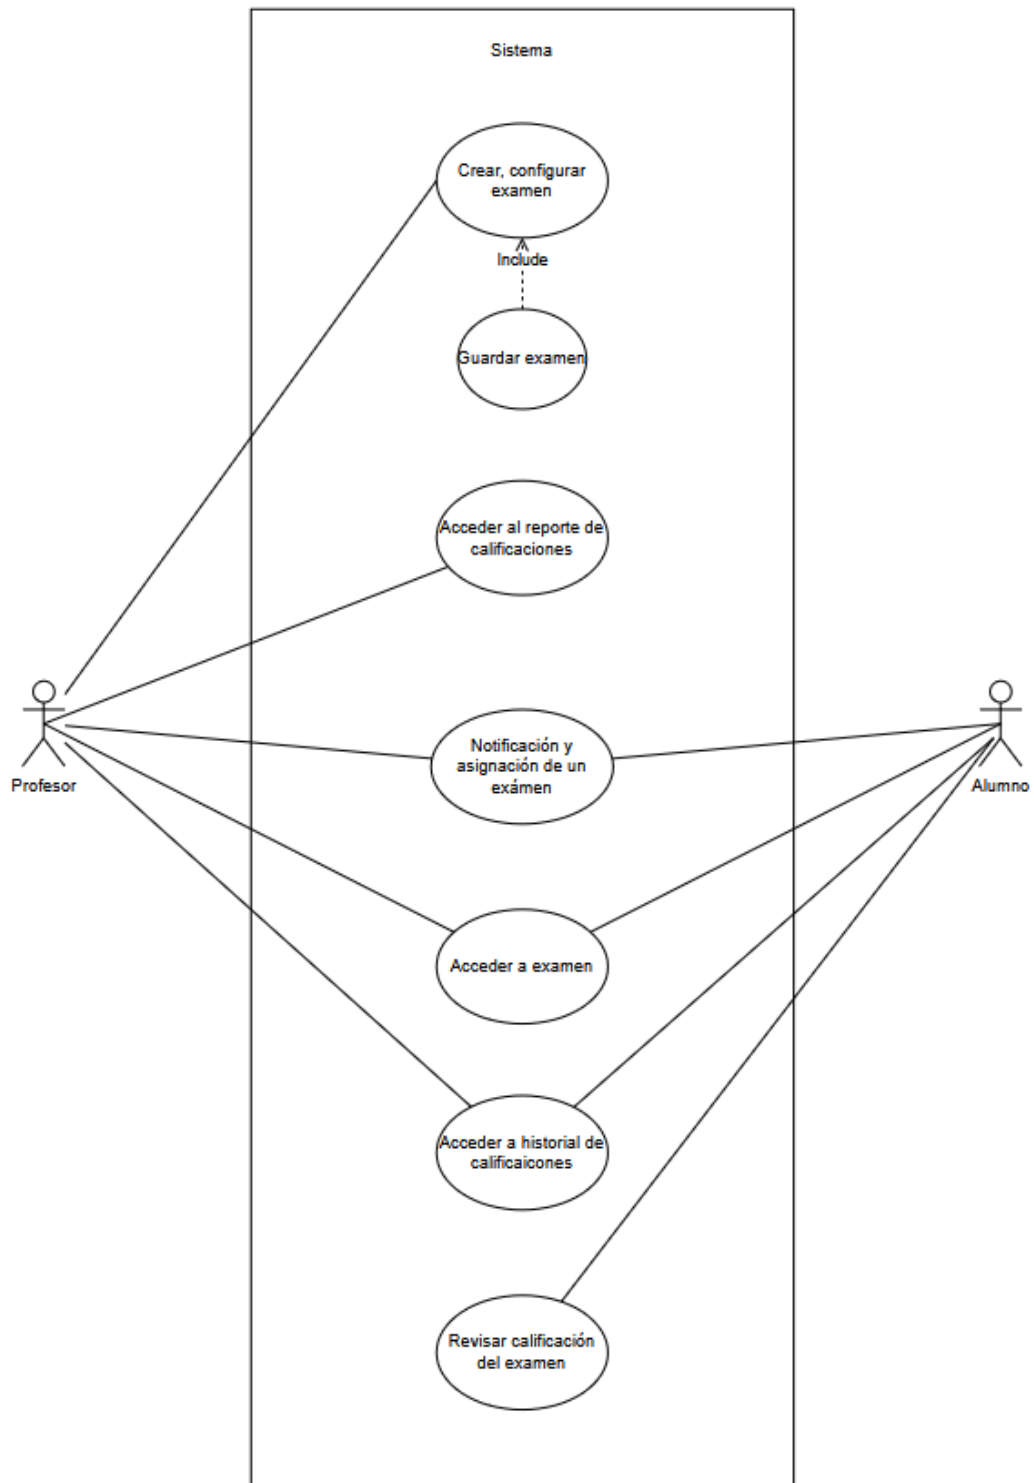 Sistema
Crear, configurar
examen
Include
Guardar examen
Acceder al reporte de
calificaciones
Profesor
Alumno
Notificación y
asignación de un
exámen
Acceder a examen
Acceder a historial de
calificaicones
Revisar calificación
del examen